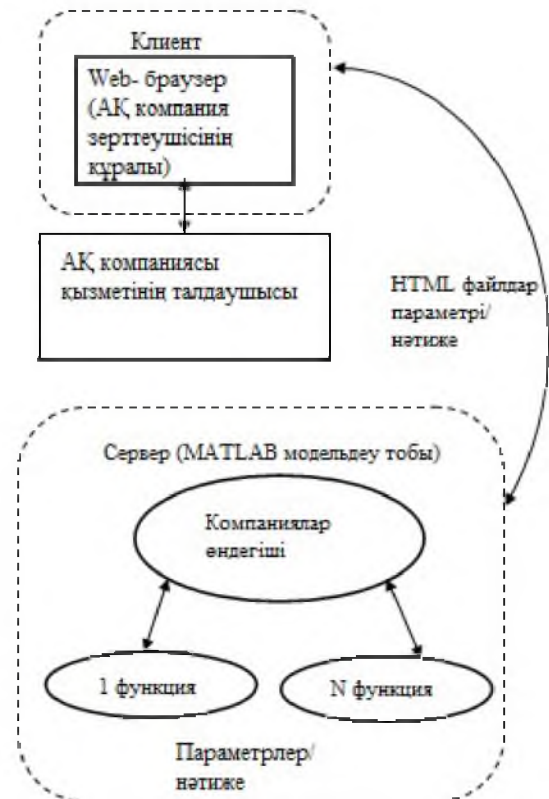 Клиент
Web- браузер
(АҚ компания
зерттеушісінің
құралы)
АҚ компаниясы
қызметінің талдаушысы
HTML файлдар
параметрі/
нәтиже
Сервер (MATLAB модельдеу тобы)
Компаниялар
өңдегіші
1 функция
N функция
Параметрлер/
нәтиже